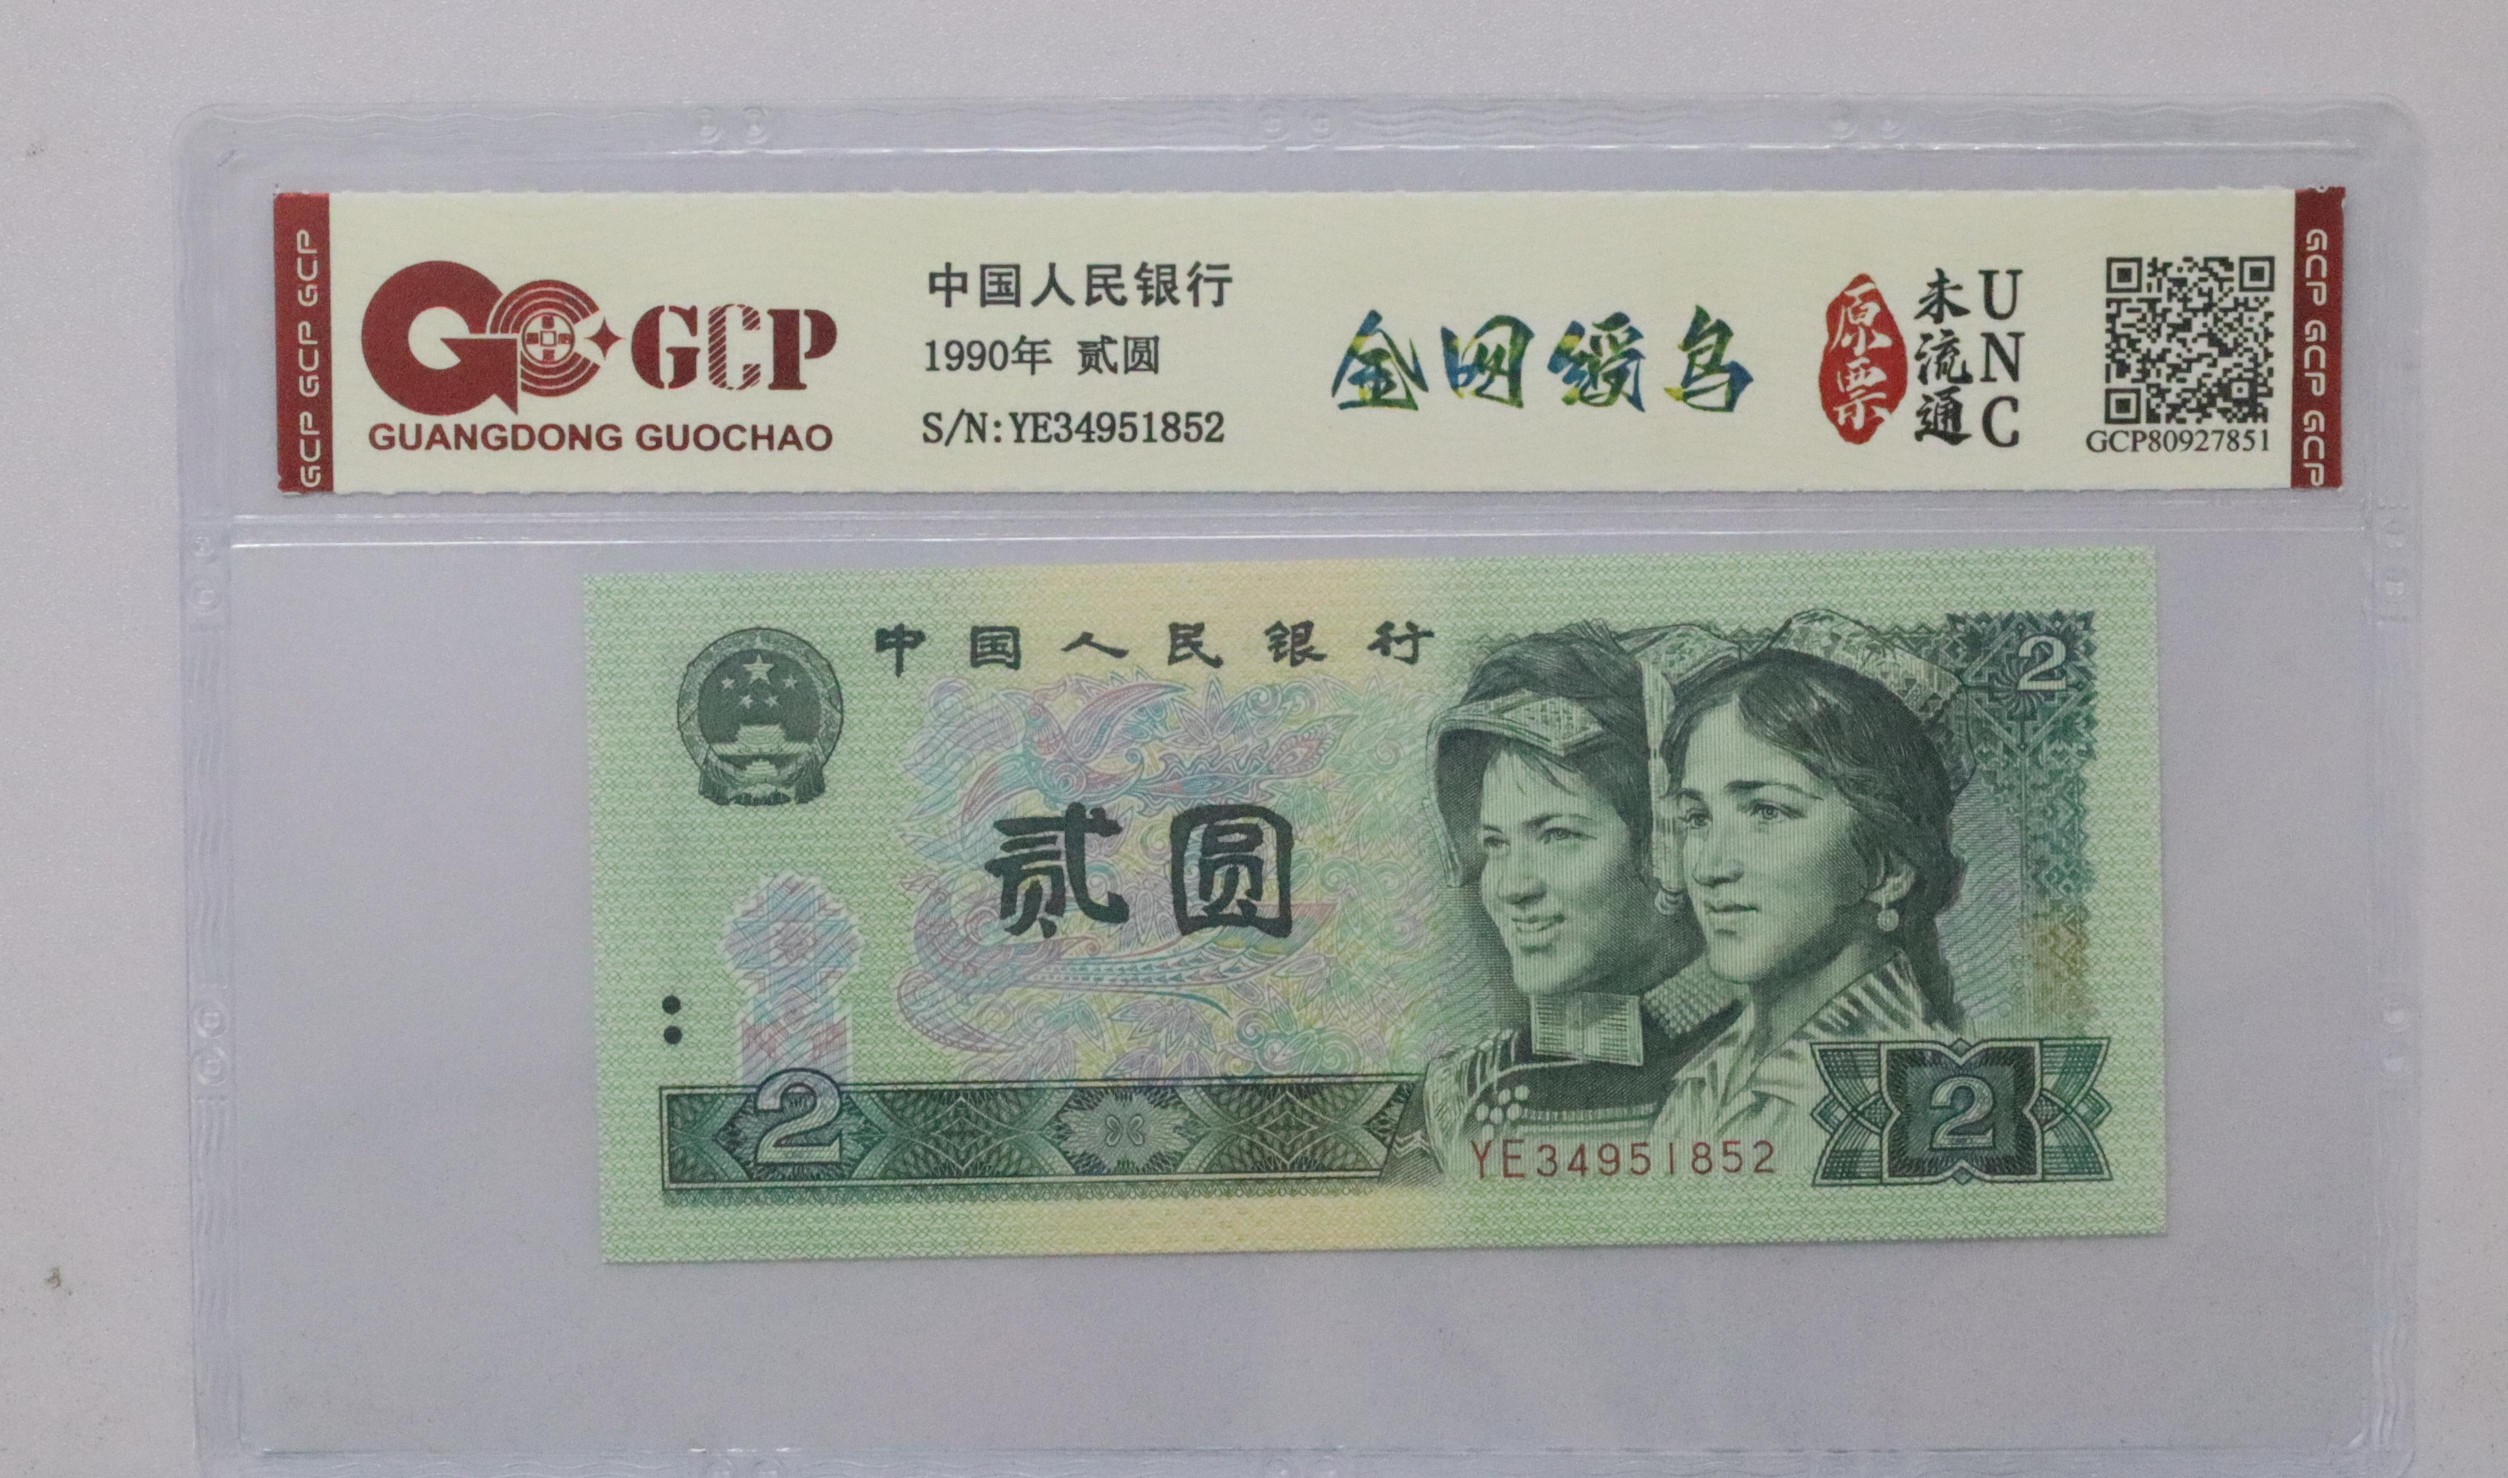 GCP GCP GCP
GCP
GUANGDONG GUOCHAO
中国人民银行
1990年 贰圆
S/N:YE34951852
金网绶鸟
原票
未流通
UNC
GCP80927851
GCP GCP GCP
中国人民银行
2
贰圆
2
YE34951852
2